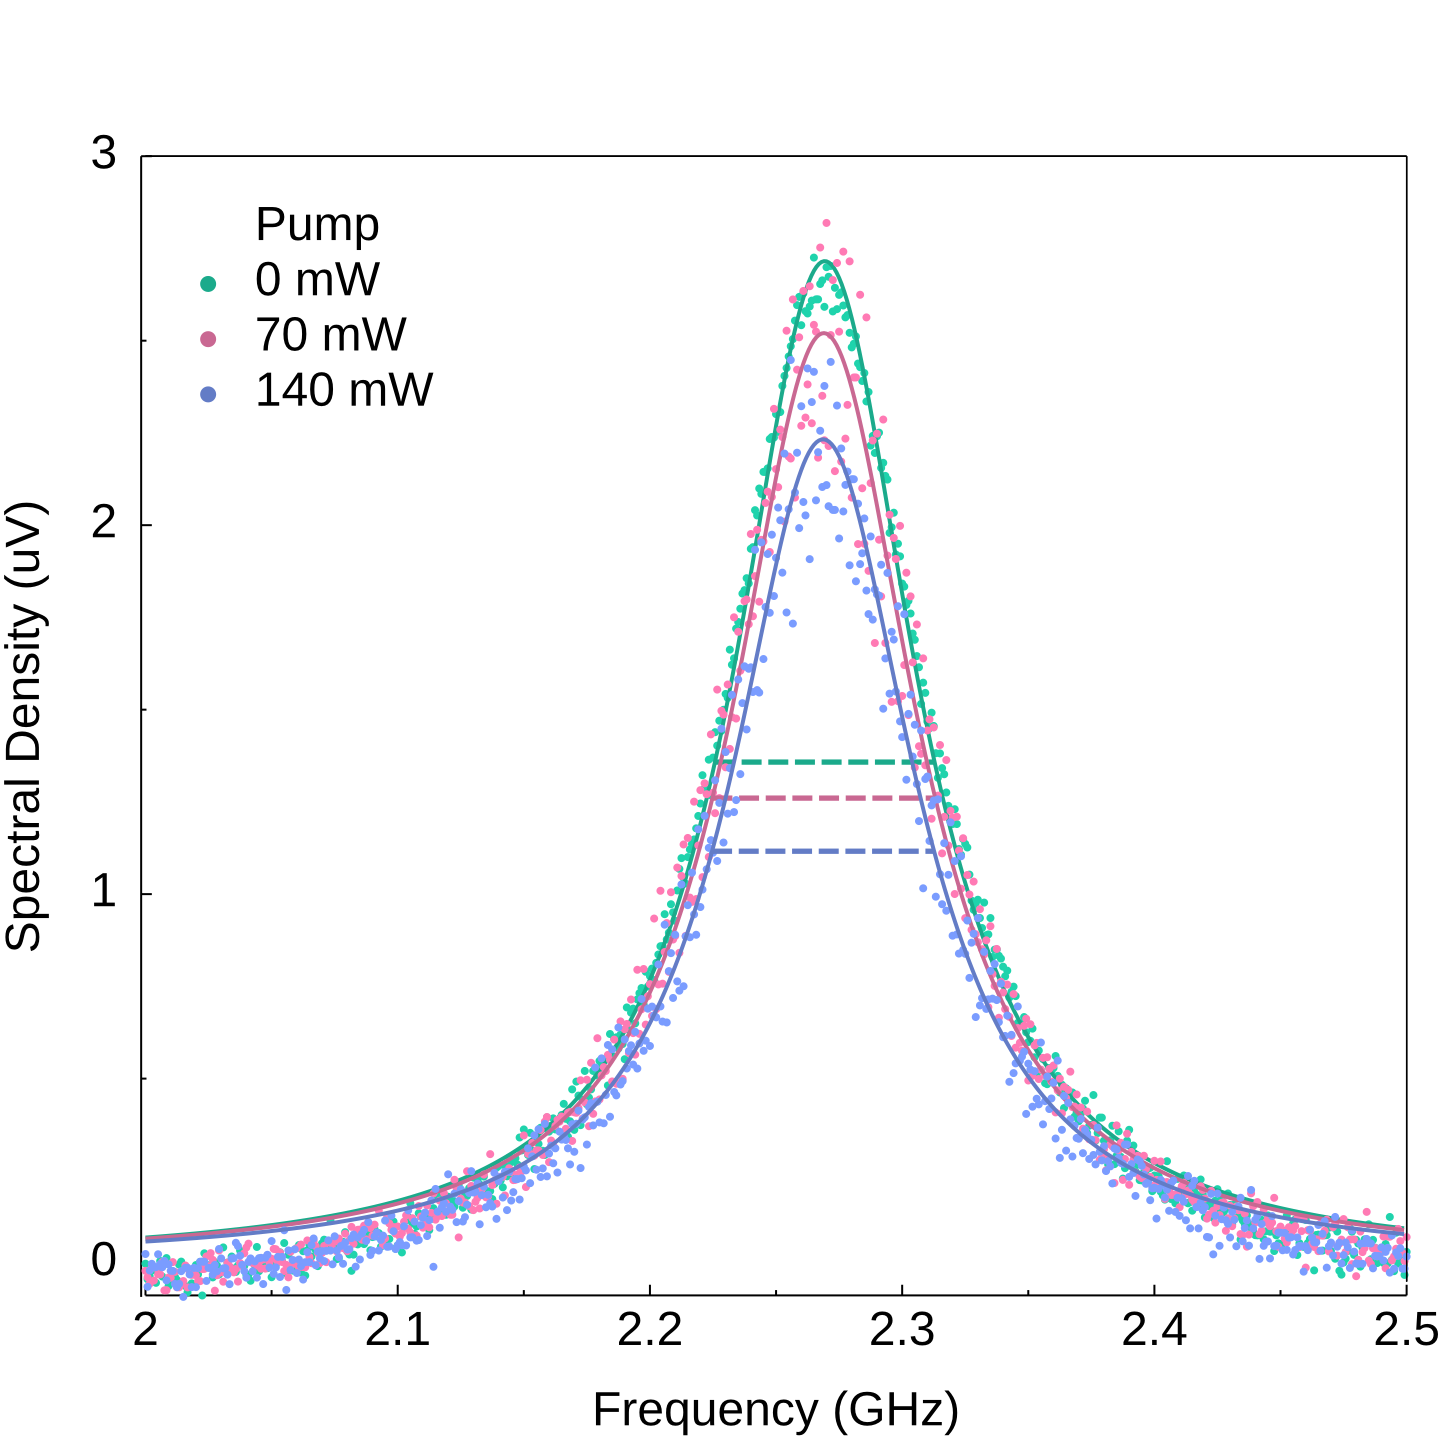 3
Pump
0 mW
70 mW
140 mW
2
1
0
Spectral Density (uV)
2 2.1 2.2 2.3 2.4 2.5
Frequency (GHz)